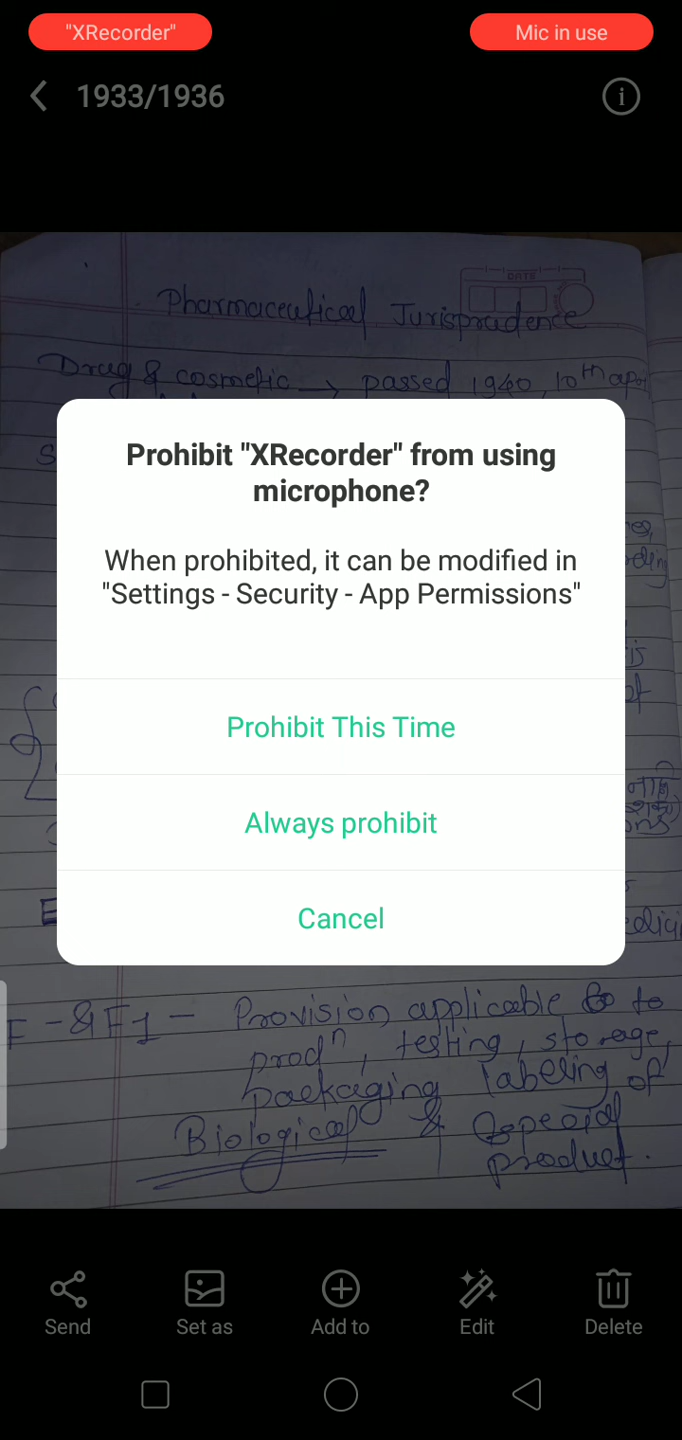 "XRecorder" Mic in use
1933/1936
DATE
Pharmaceutical Jurisprudence
Drug & cosmetic → passed 1940, 10th
Prohibit "XRecorder" from using
microphone?
When prohibited, it can be modified in
"Settings - Security - App Permissions"
Prohibit This Time
Always prohibit
Cancel
F - & F1 - Provision applicable to
prodn, testing, storage,
packaging labeling of
Biological &
product.
Send Set as Add to Edit Delete